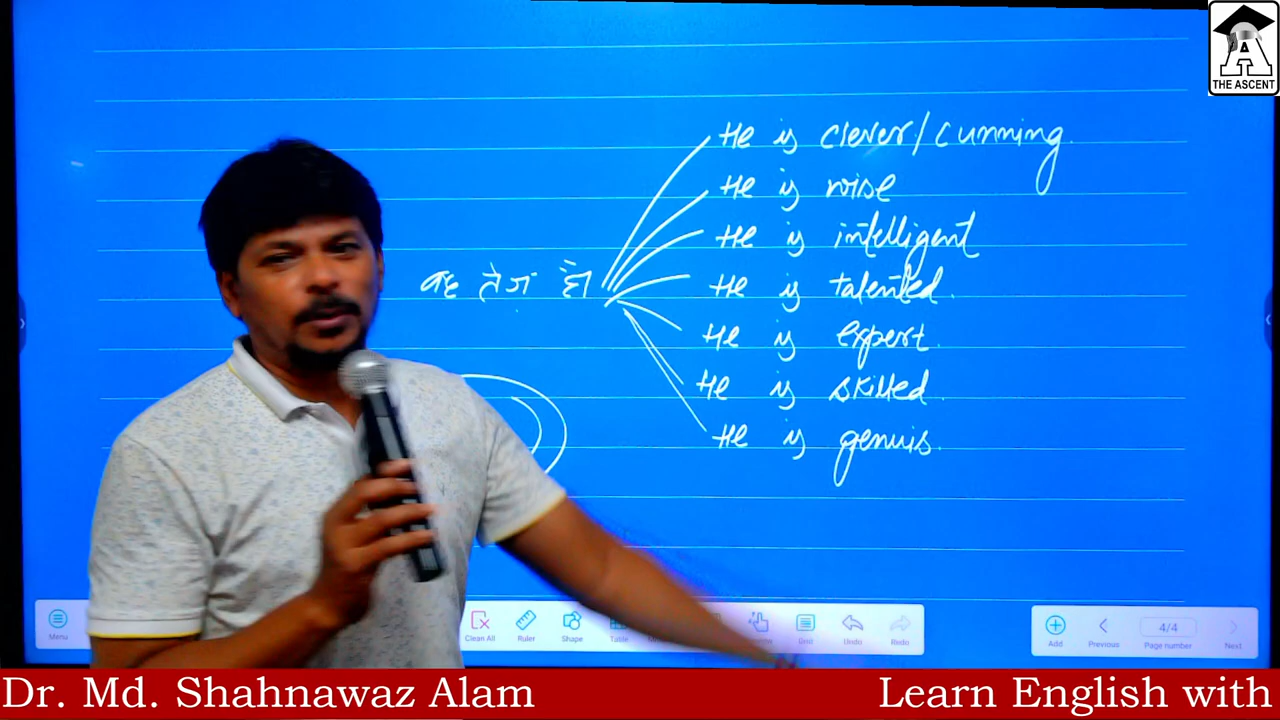 THE ASCENT
He is clever/cunning.
He is wise
He is intelligent
वह तेज है।
He is talented.
He is expert.
He is skilled.
He is genuis.
Menu
Clean All
Ruler
Shape
Table
Grid
Undo
Redo
Add
Previous
4/4
Page number
Next
Dr. Md. Shahnawaz Alam
Learn English with